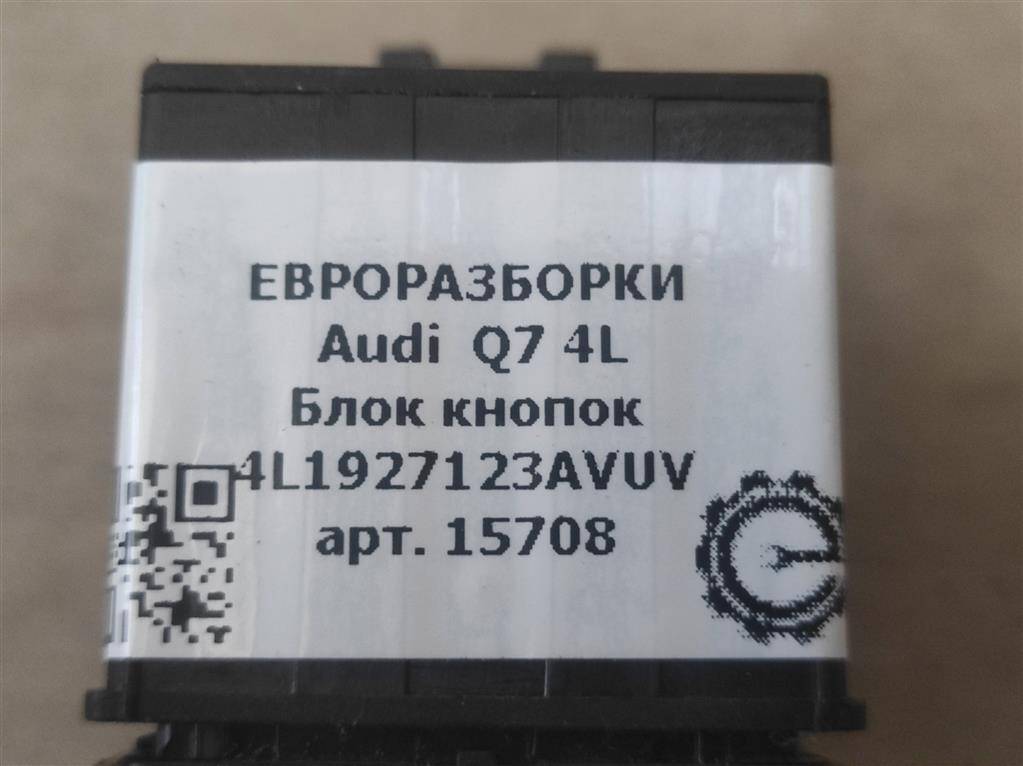 ЕВРОРАЗБОРКИ
Audi Q7 4L
Блок кнопок
4L1927123AVUV
арт. 15708